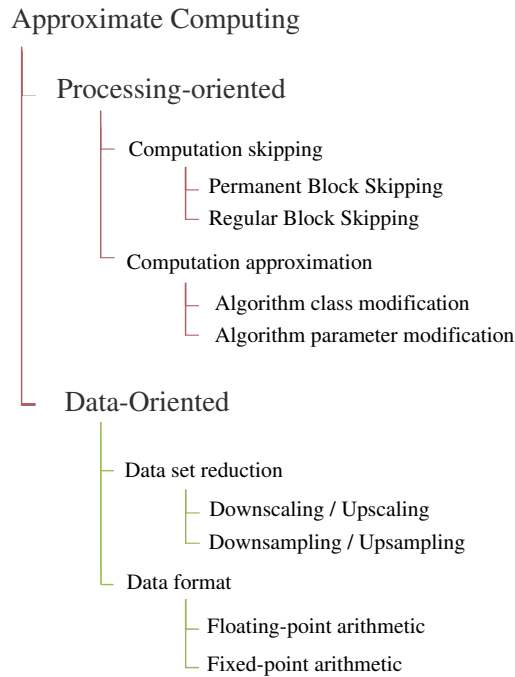 Approximate Computing
Processing-oriented
Computation skipping
Permanent Block Skipping
Regular Block Skipping
Computation approximation
Algorithm class modification
Algorithm parameter modification
Data-Oriented
Data set reduction
Downscaling / Upscaling
Downsampling / Upsampling
Data format
Floating-point arithmetic
Fixed-point arithmetic